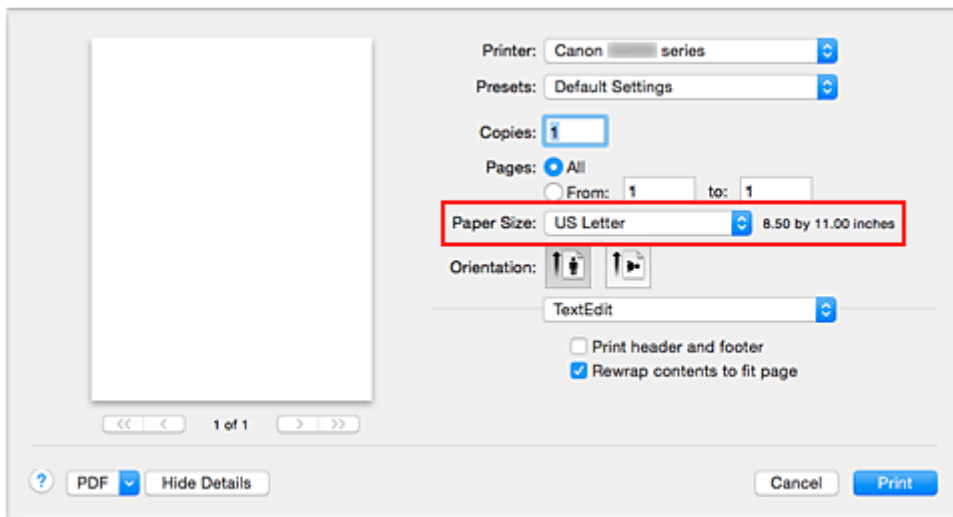 Printer: Canon series
Presets: Default Settings
Copies: 1
Pages: All
From: 1 to: 1
Paper Size: US Letter 8.50 by 11.00 inches
Orientation:
TextEdit
Print header and footer
Rewrap contents to fit page
<< < 1 of 1 > >>
? PDF Hide Details Cancel Print